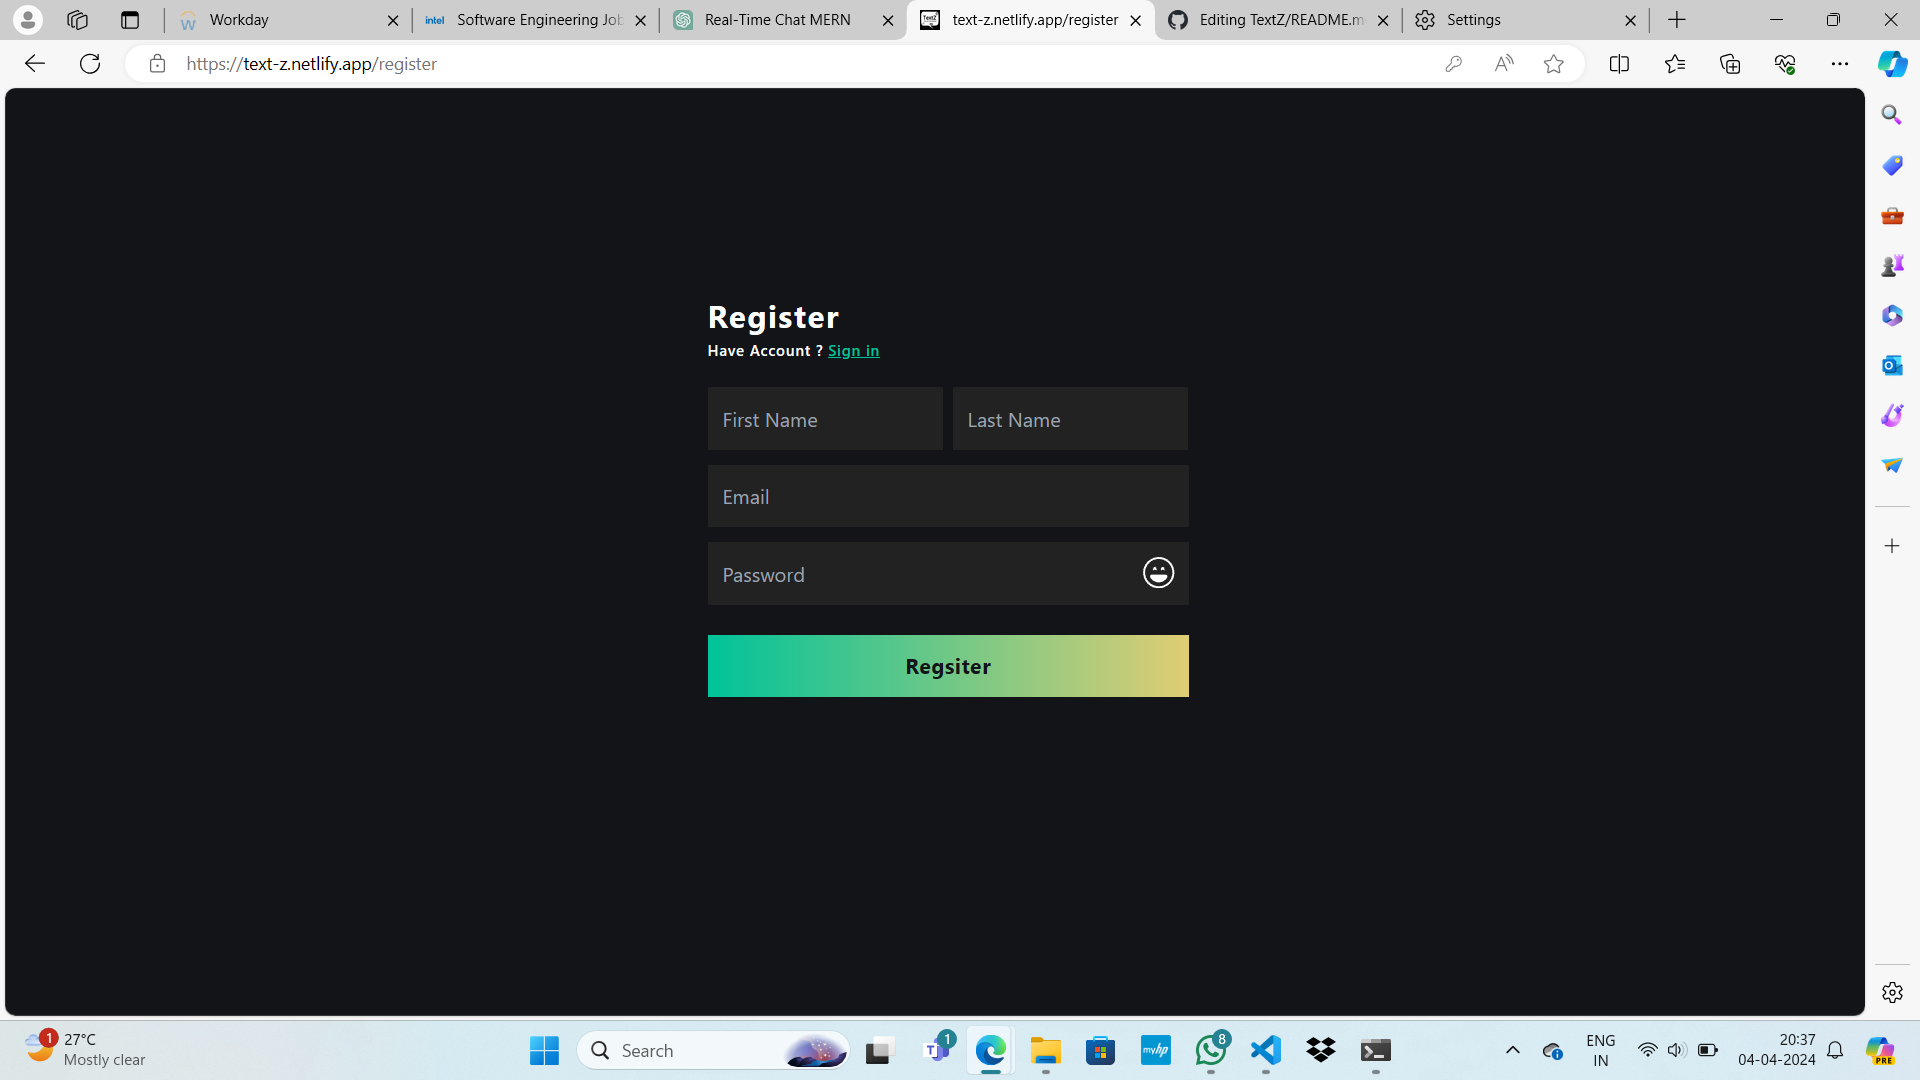 Workday
intel
Software Engineering Job
Real-Time Chat MERN
text-z.netlify.app/register
Editing TextZ/README.m
Settings
https://text-z.netlify.app/register
Register
Have Account ? Sign in
First Name
Last Name
Email
Password
Regsiter
1
27°C
Mostly clear
Search
1
myhp
8
ENG
IN
20:37
04-04-2024
PRE